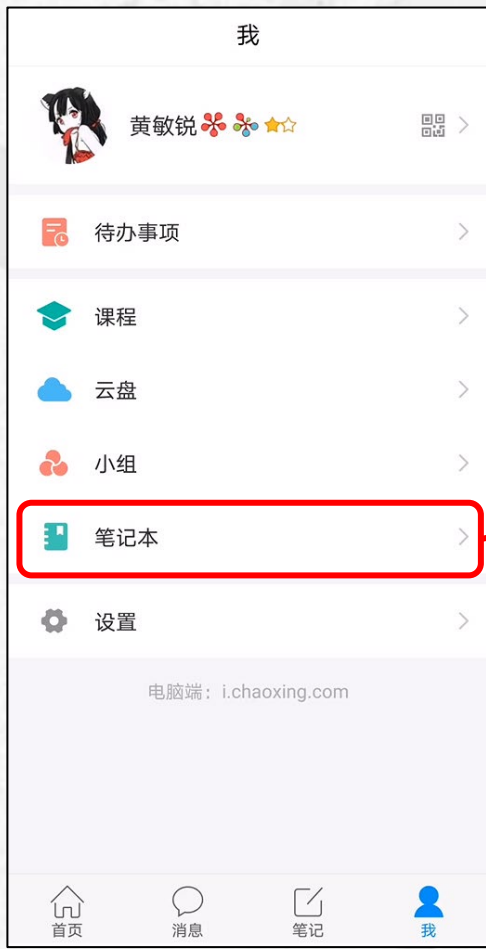 我
黄敏锐
待办事项
课程
云盘
小组
笔记本
设置
电脑端：i.chaoxing.com
首页
消息
笔记
我